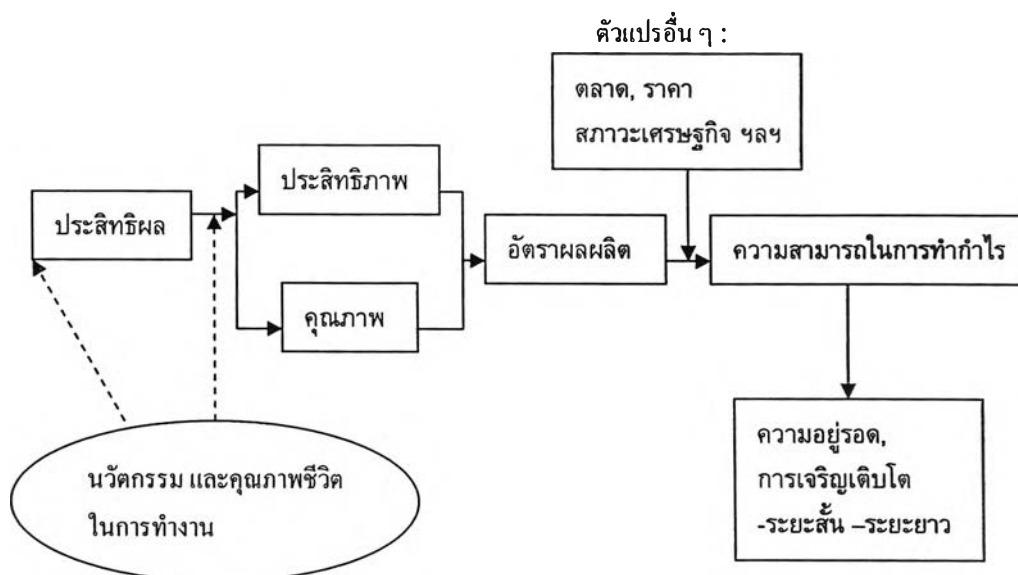 ตัวแปรอื่น ๆ :
ตลาด, ราคา
สภาวะเศรษฐกิจ ฯลฯ
ประสิทธิภาพ
ประสิทธิผล
อัตราผลผลิต
ความสามารถในการทำกำไร
คุณภาพ
นวัตกรรม และคุณภาพชีวิต
ในการทำงาน
ความอยู่รอด,
การเจริญเติบโต
-ระยะสั้น –ระยะยาว